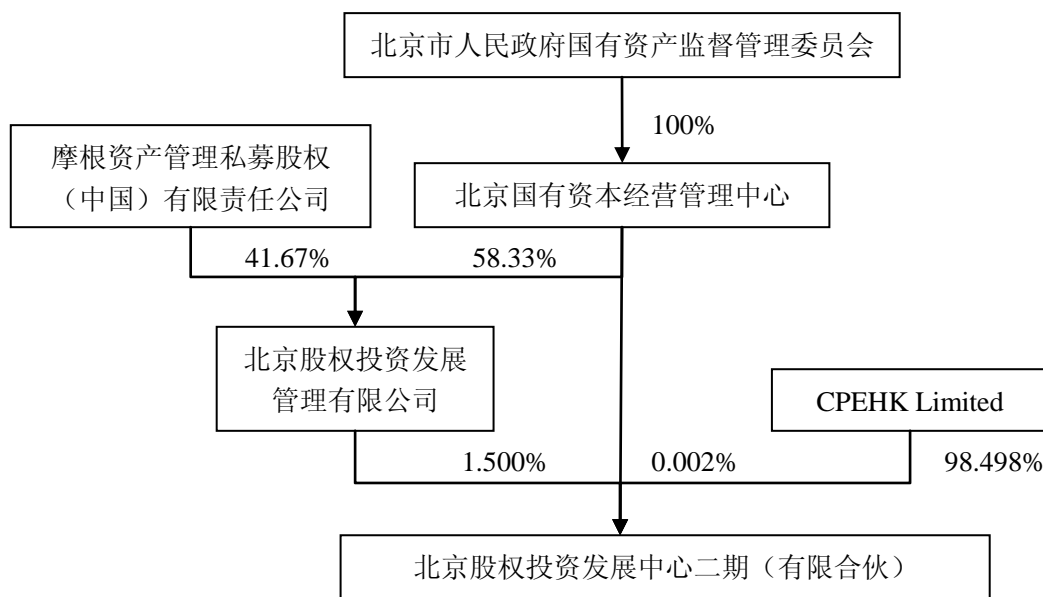 北京市人民政府国有资产监督管理委员会
100%
摩根资产管理私募股权
（中国）有限责任公司
北京国有资本经营管理中心
41.67%
58.33%
北京股权投资发展
管理有限公司
CPEHK Limited
1.500%
0.002%
98.498%
北京股权投资发展中心二期（有限合伙）